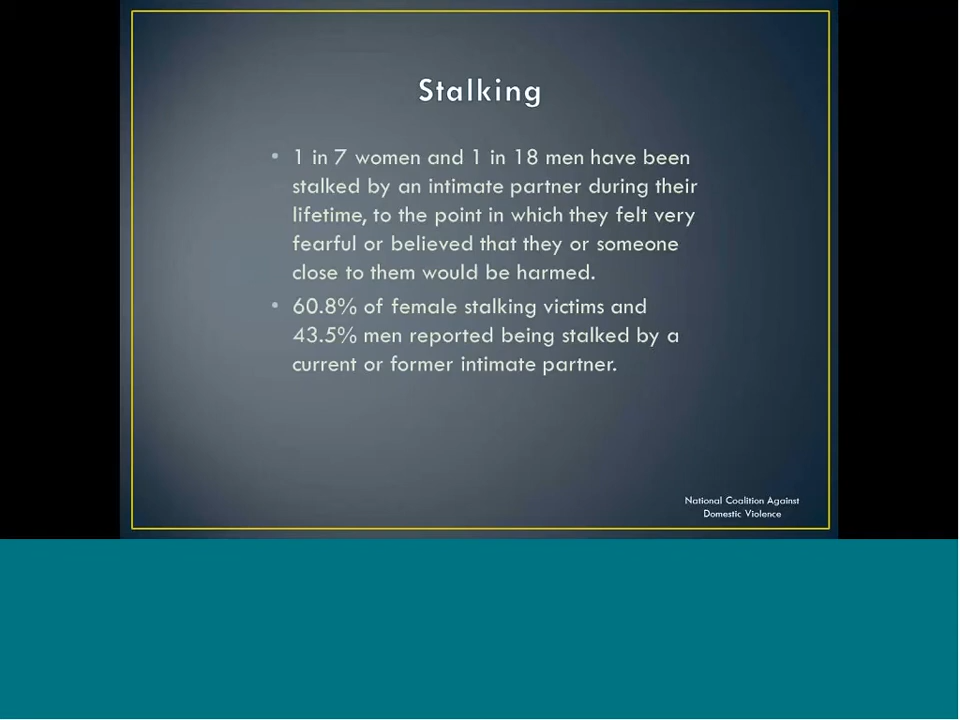 Stalking
• 1 in 7 women and 1 in 18 men have been
stalked by an intimate partner during their
lifetime, to the point in which they felt very
fearful or believed that they or someone
close to them would be harmed.
• 60.8% of female stalking victims and
43.5% men reported being stalked by a
current or former intimate partner.
National Coalition Against
Domestic Violence